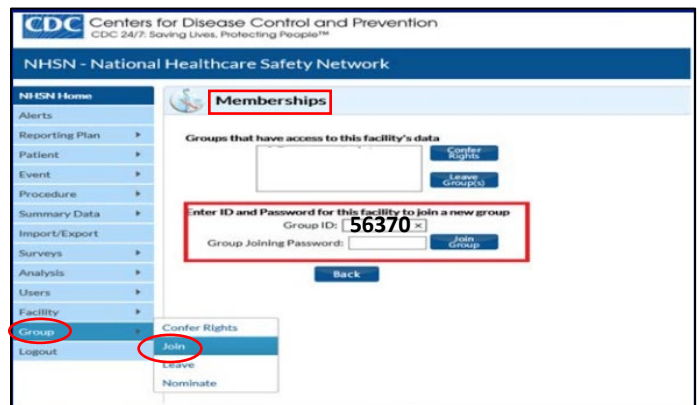 CDC Centers for Disease Control and Prevention
CDC 24/7: Saving Lives, Protecting People™
NHSN - National Healthcare Safety Network
NHSN Home
Alerts
Reporting Plan
Patient
Event
Procedure
Summary Data
Import/Export
Surveys
Analysis
Users
Facility
Group
Logout
Memberships
Groups that have access to this facility's data
Confer
Rights
Leave
Group(s)
Enter ID and Password for this facility to join a new group
Group ID: 56370 ×
Group Joining Password:
Join
Group
Back
Confer Rights
Join
Leave
Nominate